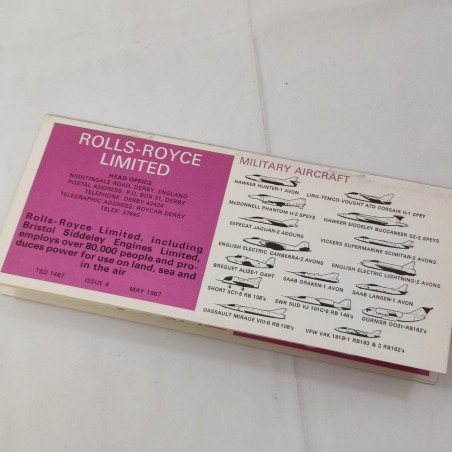 ROLLS-ROYCE
LIMITED
HEAD OFFICE
NIGHTINGALE ROAD, DERBY, ENGLAND
POSTAL ADDRESS: P.O. BOX 31, DERBY
TELEPHONE: DERBY 42424
TELEGRAPHIC ADDRESS: ROYCAR DERBY
TELEX: 37645
Rolls-Royce Limited, including
Bristol Siddeley Engines Limited,
employs over 80,000 people and pro-
duces power for use on land, sea and
in the air
TSD 1487
ISSUE 4
MAY 1967
MILITARY AIRCRAFT
HAWKER HUNTER-1 AVON
LING-TEMCO-VOUGHT A7D CORSAIR II-1 SPEY
McDONNELL PHANTOM II-2 SPEYS
HAWKER SIDDELEY BUCCANEER S2-2 SPEYS
SEPECAT JAGUAR-2 ADOURS
VICKERS SUPERMARINE SCIMITAR-2 AVONS
ENGLISH ELECTRIC CANBERRA-2 AVONS
ENGLISH ELECTRIC LIGHTNING-2 AVONS
BREGUET ALIZE-1 DART
SAAB DRAKEN-1 AVON
SAAB LANSEN-1 AVON
SHORT SC1-5 RB 108's
EWR SUD VJ 101C-6 RB 145's
DORNIER DO31-RB162's
DASSAULT MIRAGE VIII-8 RB 108's
VFW VAK 191B-1 RB193 & 2 RB162's